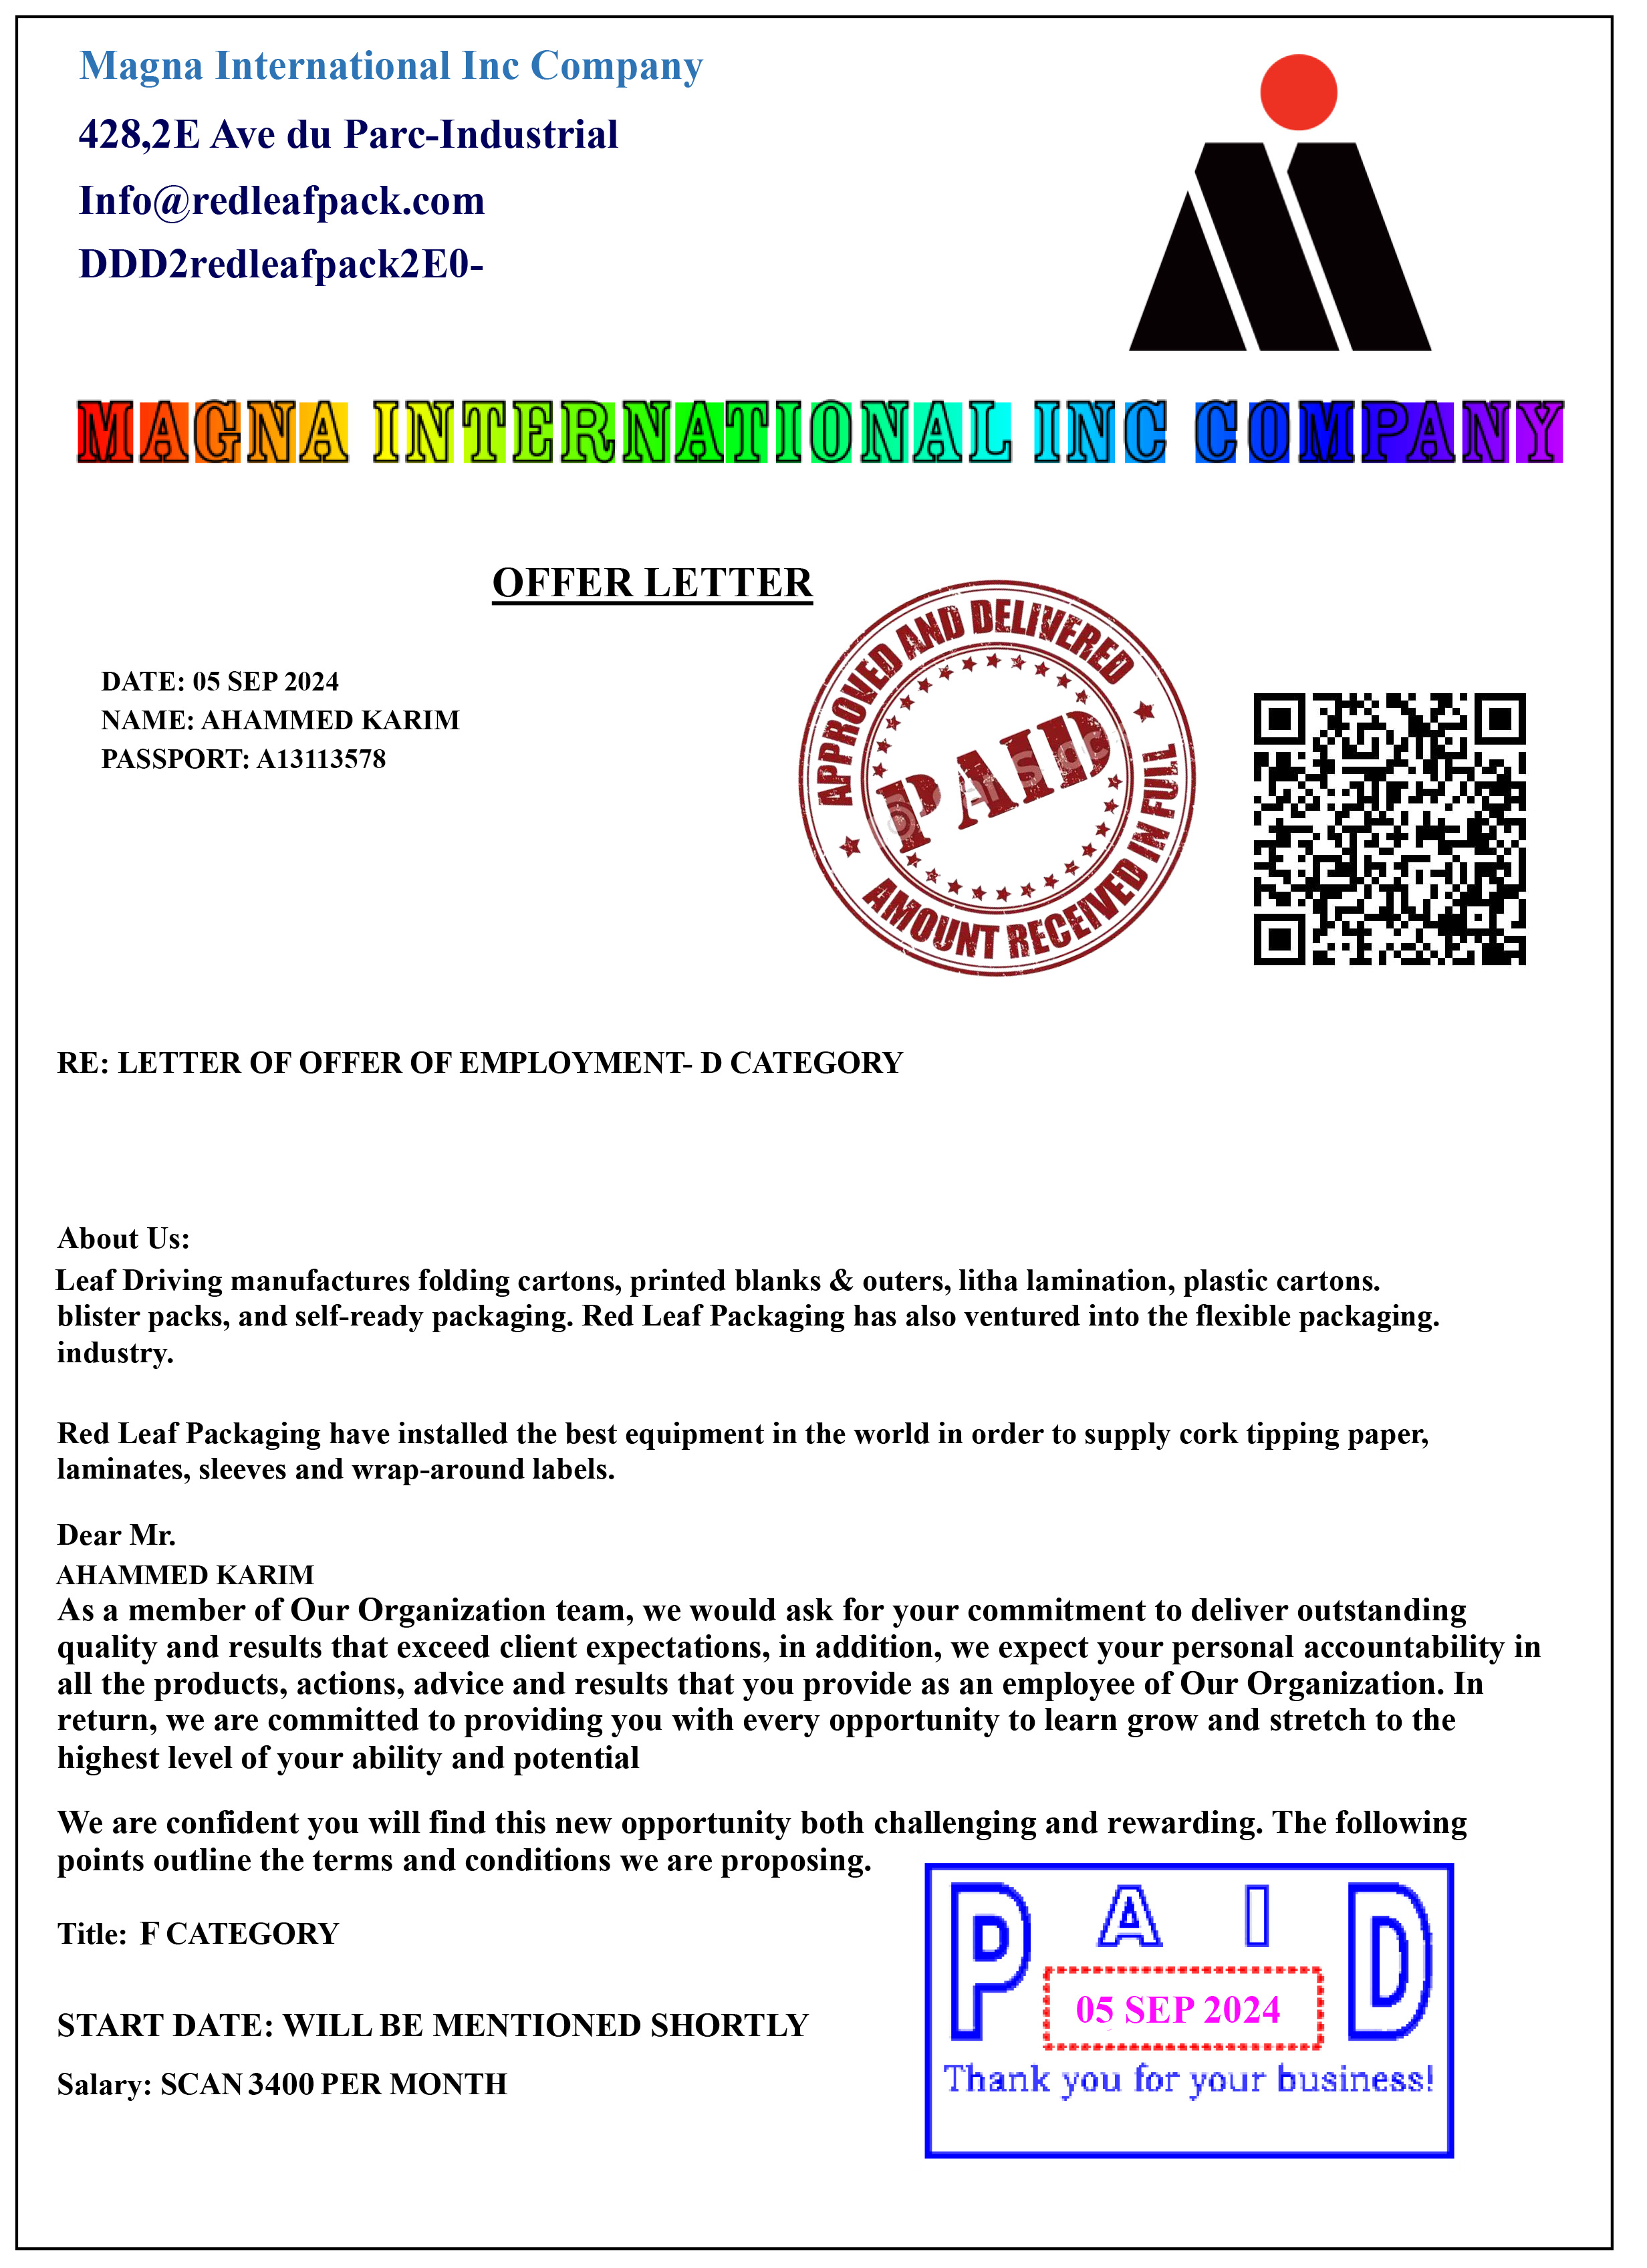 Magna International Inc Company
428,2E Ave du Parc-Industrial
Info@redleafpack.com
DDD2redleafpack2E0-
MAGNA INTERNATIONAL INC COMPANY
OFFER LETTER
DATE: 05 SEP 2024
NAME: AHAMMED KARIM
PASSPORT: A13113578
APPROVED AND DELIVERED
PAID
AMOUNT RECEIVED IN FULL
RE: LETTER OF OFFER OF EMPLOYMENT- D CATEGORY
About Us:
Leaf Driving manufactures folding cartons, printed blanks & outers, litha lamination, plastic cartons.
blister packs, and self-ready packaging. Red Leaf Packaging has also ventured into the flexible packaging.
industry.
Red Leaf Packaging have installed the best equipment in the world in order to supply cork tipping paper,
laminates, sleeves and wrap-around labels.
Dear Mr.
AHAMMED KARIM
As a member of Our Organization team, we would ask for your commitment to deliver outstanding
quality and results that exceed client expectations, in addition, we expect your personal accountability in
all the products, actions, advice and results that you provide as an employee of Our Organization. In
return, we are committed to providing you with every opportunity to learn grow and stretch to the
highest level of your ability and potential
We are confident you will find this new opportunity both challenging and rewarding. The following
points outline the terms and conditions we are proposing.
Title: F CATEGORY
START DATE: WILL BE MENTIONED SHORTLY
Salary: SCAN 3400 PER MONTH
PAID
05 SEP 2024
Thank you for your business!